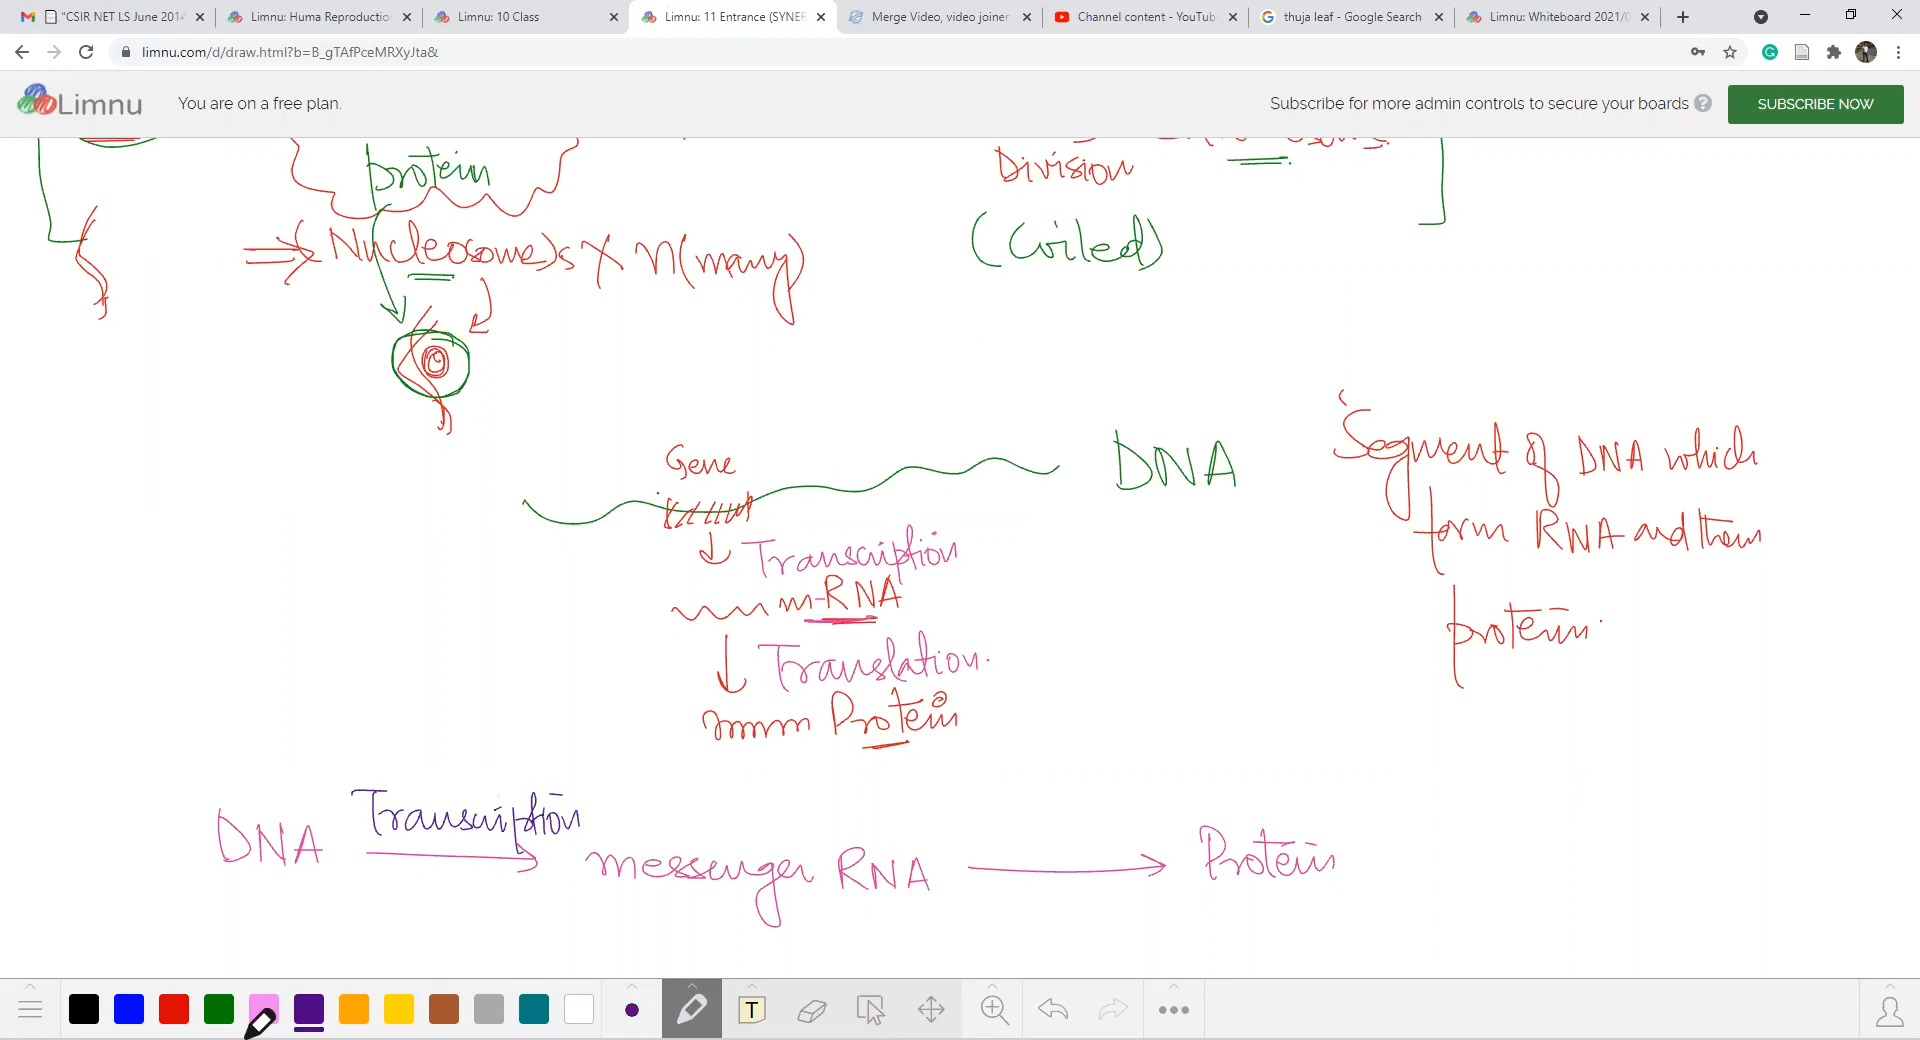 "CSIR NET LS June 2014
Limnu: Huma Reproductio
Limnu: 10 Class
Limnu: 11 Entrance (SYNER
Merge Video, video joiner
Channel content - YouTub
thuja leaf - Google Search
Limnu: Whiteboard 2021/0
limnu.com/d/draw.html?b=B_gTAfPceMRXyJta&
Limnu
You are on a free plan.
Subscribe for more admin controls to secure your boards ?
SUBSCRIBE NOW
protein
Division
⇒ (Nucleosome)s X n(many)
(Coiled)
Gene
DNA
Segment of DNA which
form RNA and then
protein.
Transcription
m-RNA
Translation.
Protein
DNA
Transcription
messenger RNA
Protein
T